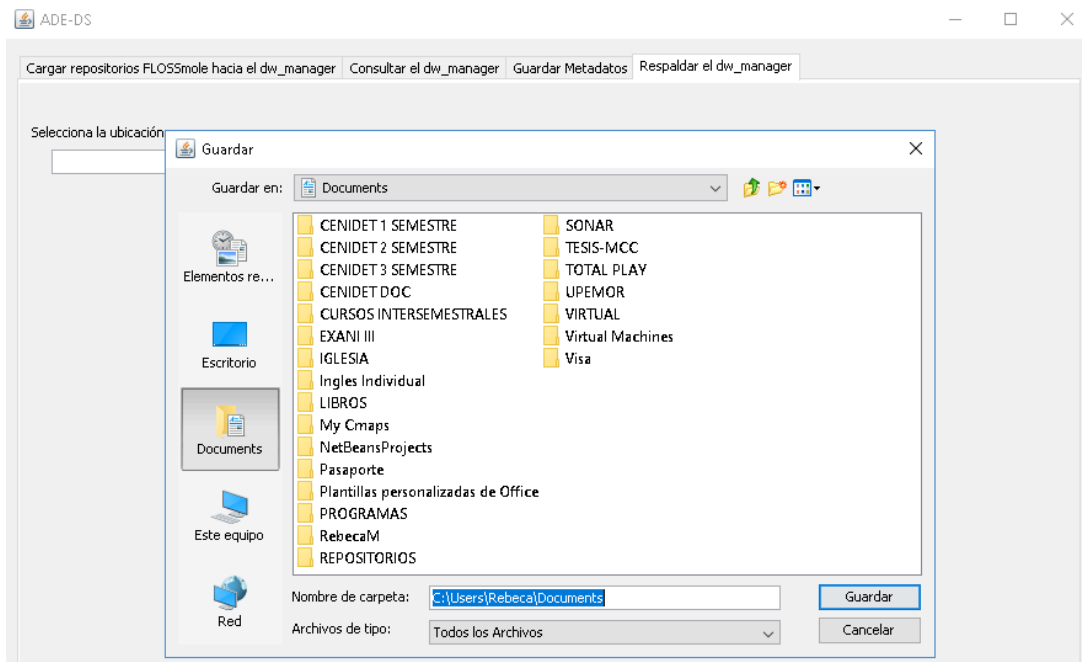 ADE-DS
Cargar repositorios FLOSSmole hacia el dw_manager Consultar el dw_manager Guardar Metadatos Respaldar el dw_manager
Selecciona la ubicación
Guardar
Guardar en: Documents
Elementos re...
Escritorio
Documents
Este equipo
Red
CENIDET 1 SEMESTRE
CENIDET 2 SEMESTRE
CENIDET 3 SEMESTRE
CENIDET DOC
CURSOS INTERSEMESTRALES
EXANI III
IGLESIA
Ingles Individual
LIBROS
My Cmaps
NetBeansProjects
Pasaporte
Plantillas personalizadas de Office
PROGRAMAS
RebecaM
REPOSITORIOS
SONAR
TESIS-MCC
TOTAL PLAY
UPEMOR
VIRTUAL
Virtual Machines
Visa
Nombre de carpeta: C:\Users\Rebeca\Documents Guardar
Archivos de tipo: Todos los Archivos Cancelar